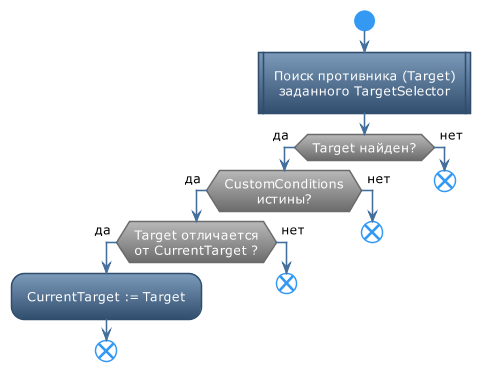 Поиск противника (Target)
заданного TargetSelector
да
Target найден?
нет
да
CustomConditions
истины?
нет
да
Target отличается
от CurrentTarget ?
нет
CurrentTarget := Target